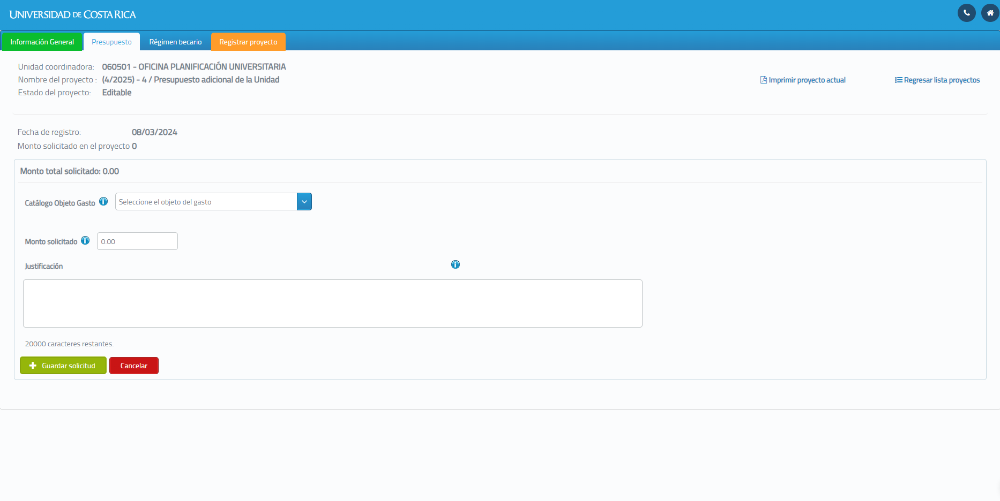 UNIVERSIDAD DE COSTA RICA
Información General Presupuesto Régimen becario Registrar proyecto
Unidad coordinadora: 060501 - OFICINA PLANIFICACIÓN UNIVERSITARIA
Nombre del proyecto : (4/2025) - 4 / Presupuesto adicional de la Unidad
Imprimir proyecto actual Regresar lista proyectos
Estado del proyecto: Editable
Fecha de registro: 08/03/2024
Monto solicitado en el proyecto 0
Monto total solicitado: 0.00
Catálogo Objeto Gasto Seleccione el objeto del gasto
Monto solicitado 0.00
Justificación
20000 caracteres restantes.
Guardar solicitud Cancelar